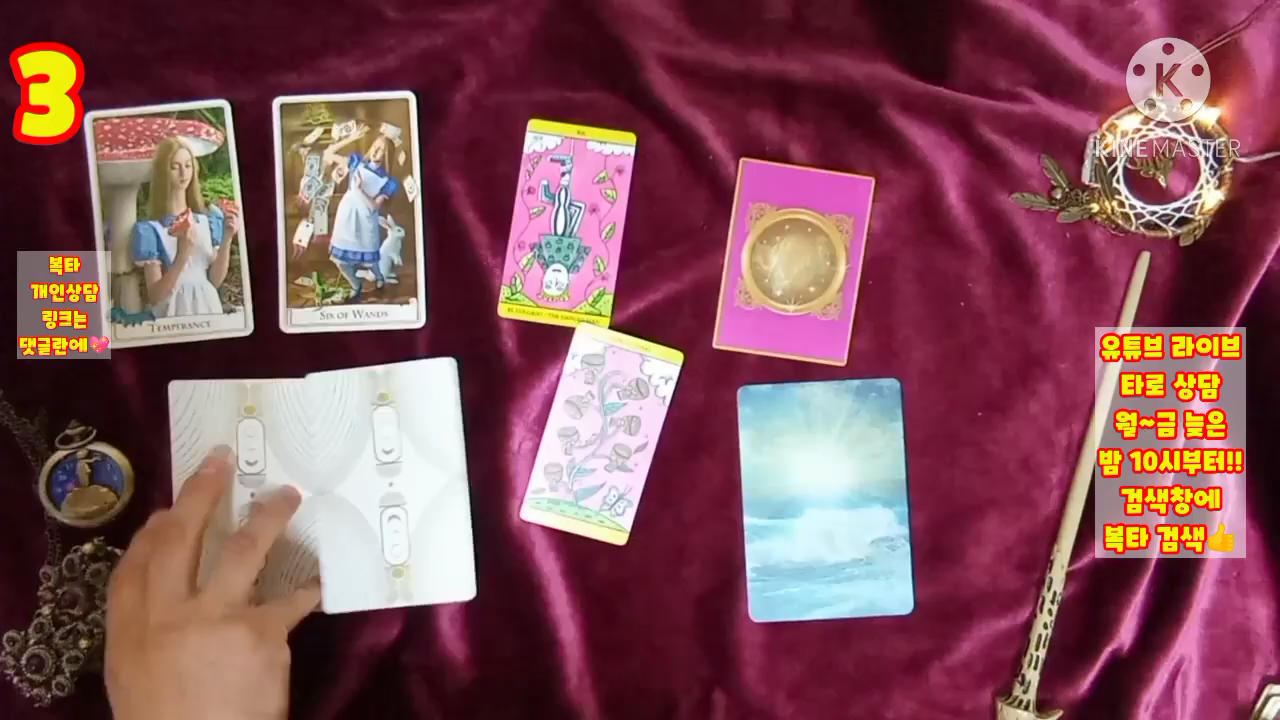 3
TEMPERANCE
SIX OF WANDS
XII
K
KINEMASTER
복타
개인상담
링크는
댓글란에💖
유튜브 라이브
타로 상담
월~금 늦은
밤 10시부터!!
검색창에
복타 검색👍